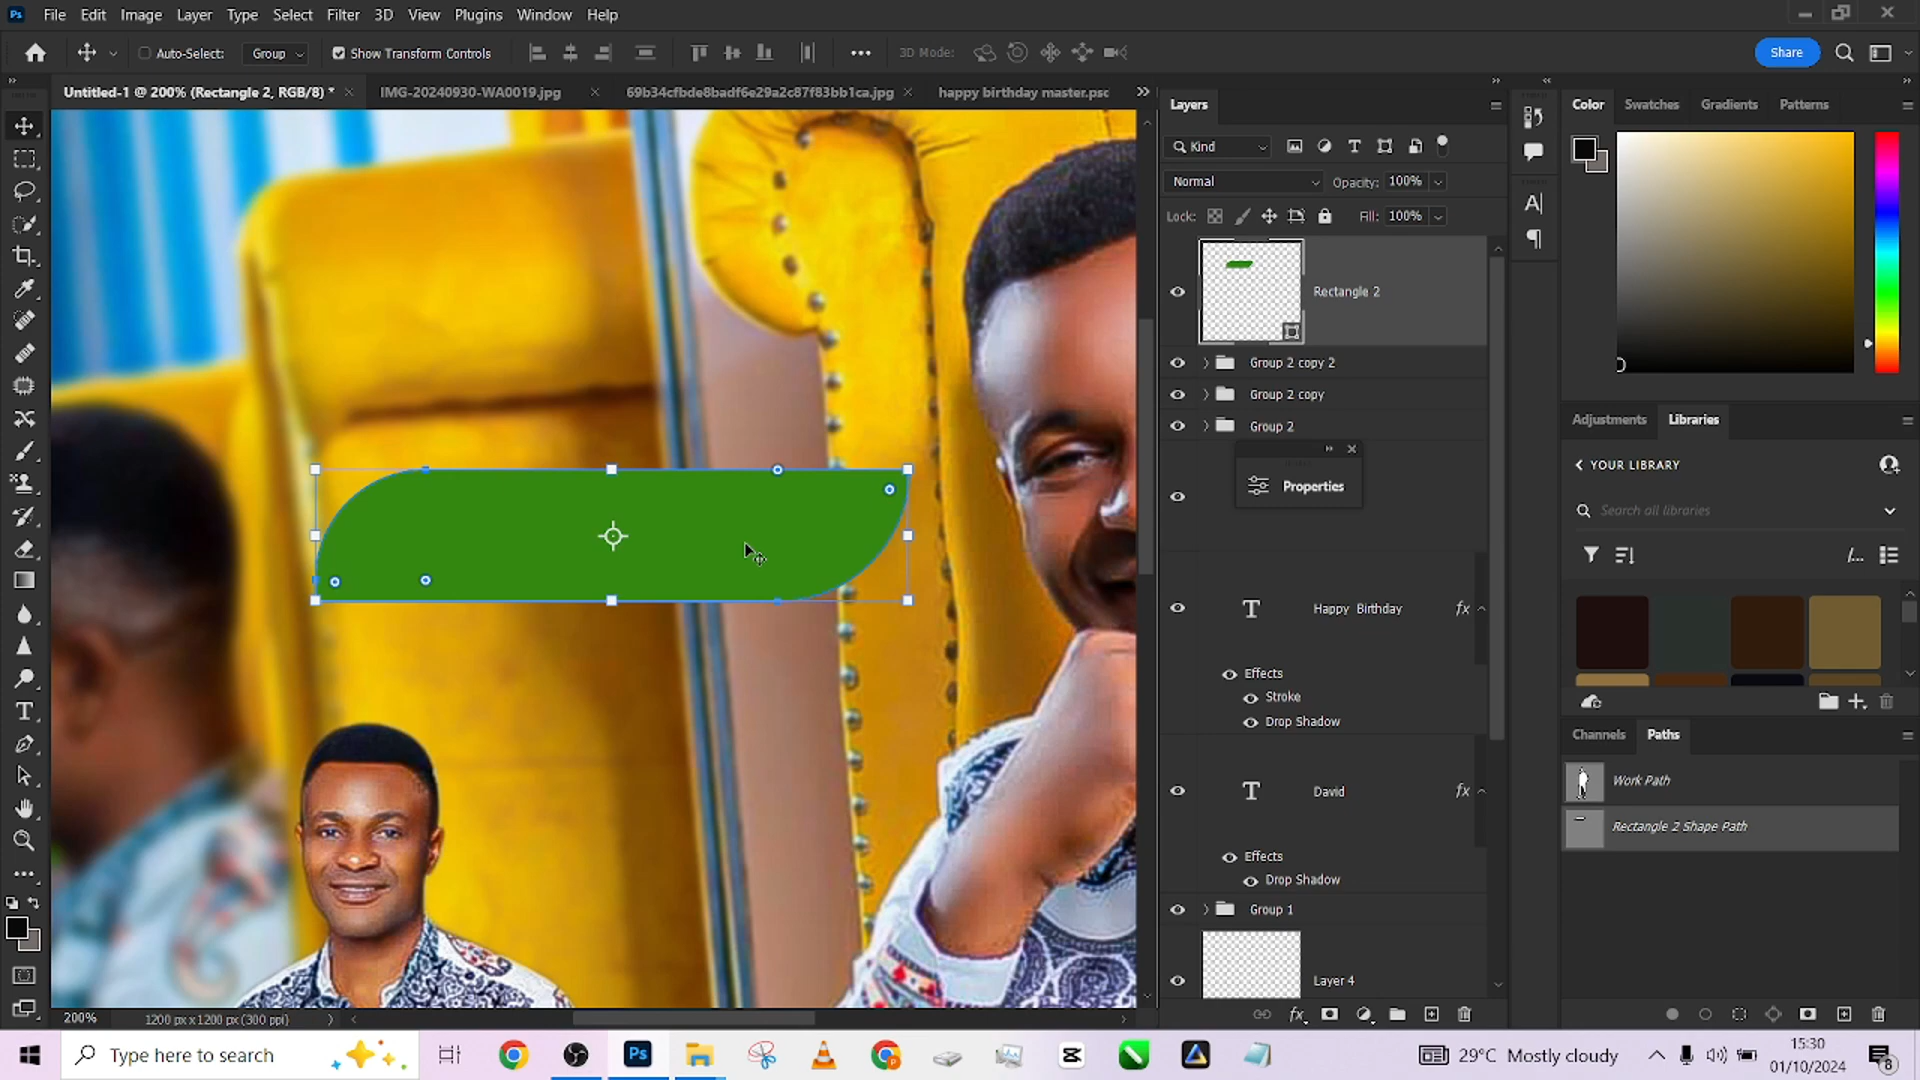 Ps File Edit Image Layer Type Select Filter 3D View Plugins Window Help
Auto-Select: Group Show Transform Controls 3D Mode: Share
Untitled-1 @ 200% (Rectangle 2, RGB/8) * IMG-20240930-WA0019.jpg 69b34cfbde8badf6e29a2c87f83bb1ca.jpg happy birthday master.psc
Layers
Kind
Normal Opacity: 100%
Lock: Fill: 100%
Rectangle 2
Group 2 copy 2
Group 2 copy
Group 2
Properties
T Happy Birthday fx
Effects
Stroke
Drop Shadow
T David fx
Effects
Drop Shadow
Group 1
Layer 4
fx
Color Swatches Gradients Patterns
Adjustments Libraries
YOUR LIBRARY
Search all libraries
Channels Paths
Work Path
Rectangle 2 Shape Path
200% 1200 px x 1200 px (300 ppi)
Type here to search Ps 29°C Mostly cloudy 15:30
01/10/2024 8